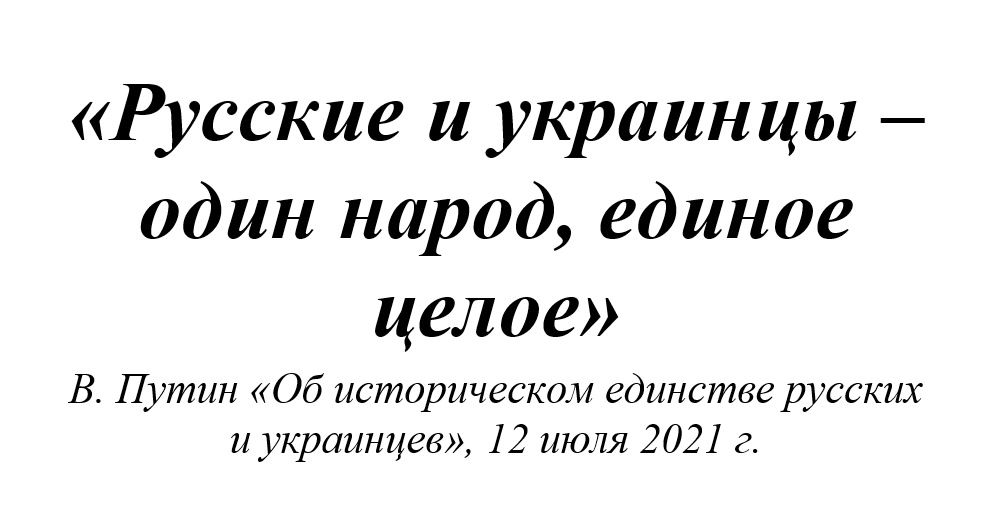 «Русские и украинцы –
один народ, единое
целое»
В. Путин «Об историческом единстве русских
и украинцев», 12 июля 2021 г.